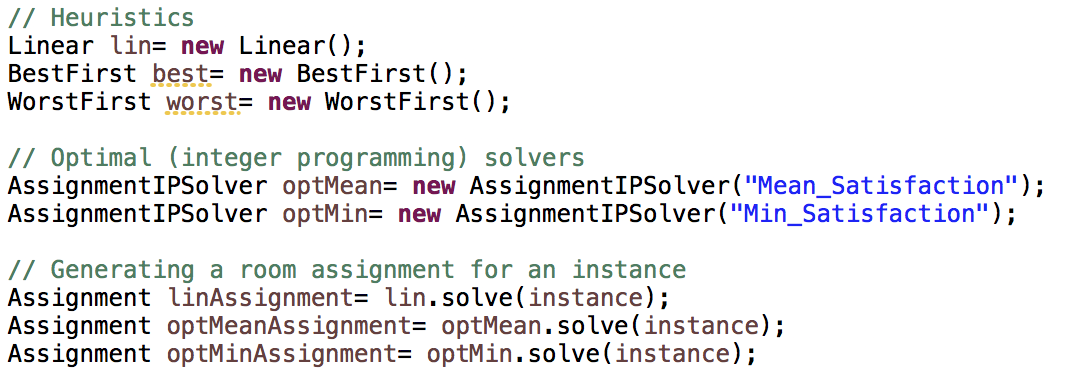 // Heuristics
Linear lin= new Linear();
BestFirst best= new BestFirst();
WorstFirst worst= new WorstFirst();
// Optimal (integer programming) solvers
AssignmentIPSolver optMean= new AssignmentIPSolver("Mean_Satisfaction");
AssignmentIPSolver optMin= new AssignmentIPSolver("Min_Satisfaction");
// Generating a room assignment for an instance
Assignment linAssignment= lin.solve(instance);
Assignment optMeanAssignment= optMean.solve(instance);
Assignment optMinAssignment= optMin.solve(instance);